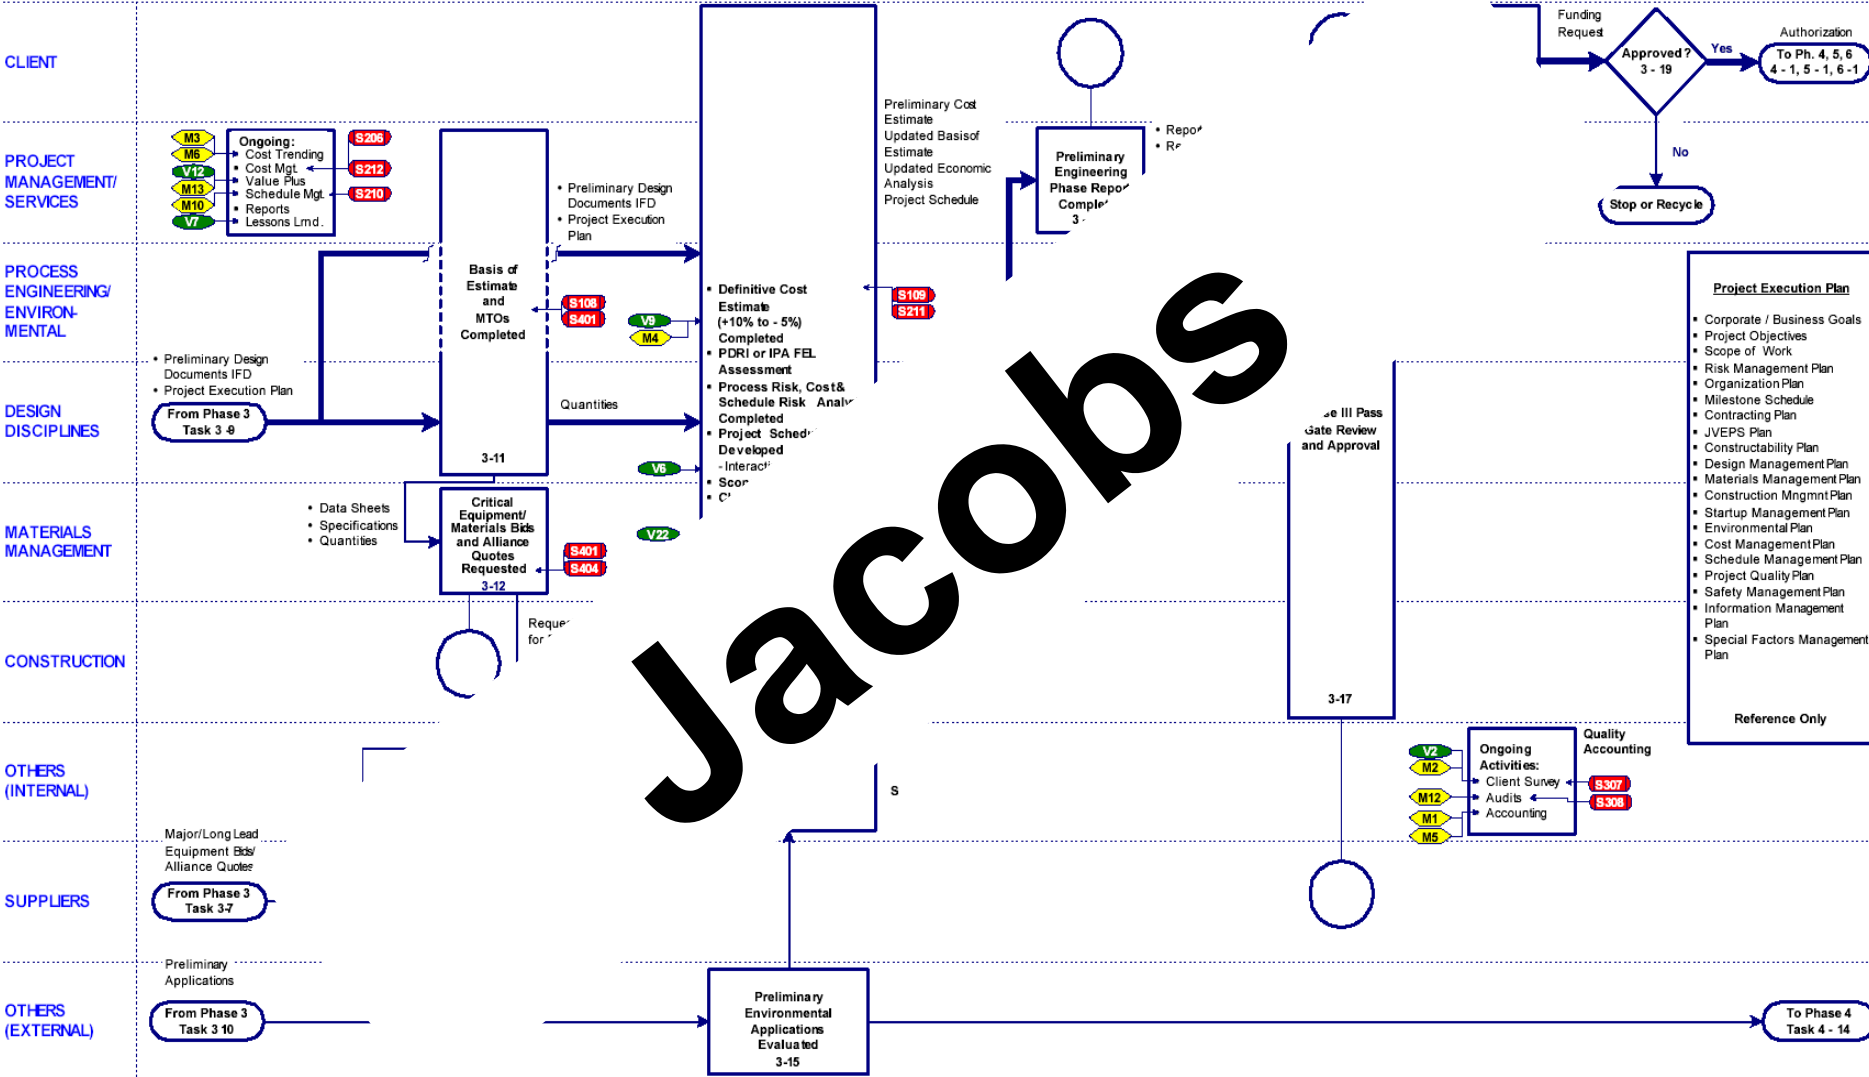 CLIENT
PROJECT
MANAGEMENT/
SERVICES
PROCESS
ENGINEERING/
ENVIRON-
MENTAL
DESIGN
DISCIPLINES
MATERIALS
MANAGEMENT
CONSTRUCTION
OTHERS
(INTERNAL)
SUPPLIERS
OTHERS
(EXTERNAL)
M3
M6
V12
M13
M10
V7
Ongoing:
Cost Trending
Cost Mgt.
Value Plus
Schedule Mgt.
Reports
Lessons Lrnd.
S206
S212
S210
▪ Preliminary Design
Documents IFD
▪ Project Execution Plan
From Phase 3
Task 3-9
Basis of
Estimate
and
MTOs
Completed
3-11
S108
S401
▪ Preliminary Design
Documents IFD
▪ Project Execution
Plan
Quantities
▪ Data Sheets
▪ Specifications
▪ Quantities
Critical
Equipment/
Materials Bids
and Alliance
Quotes
Requested
3-12
S401
S404
for
V9
M4
V6
V22
▪ Definitive Cost
Estimate
(+10% to - 5%)
Completed
▪ PDRI or IPA FEL
Assessment
▪ Process Risk, Cost &
Schedule Risk
Completed
▪ Project
Developed
S109
S211
Preliminary Cost
Estimate
Updated Basisof
Estimate
Updated Economic
Analysis
Project Schedule
Preliminary
Engineering
Phase
▪
▪
Jacobs
III Pass
Gate Review
and Approval
3-17
Funding
Request
Approved?
3 - 19
Yes
No
Authorization
To Ph. 4, 5, 6
4 - 1, 5 - 1, 6 -1
Stop or Recycle
Project Execution Plan
▪ Corporate / Business Goals
▪ Project Objectives
▪ Scope of Work
▪ Risk Management Plan
▪ Organization Plan
▪ Milestone Schedule
▪ Contracting Plan
▪ JVEPS Plan
▪ Constructability Plan
▪ Design Management Plan
▪ Materials Management Plan
▪ Construction Mngmnt Plan
▪ Startup Management Plan
▪ Environmental Plan
▪ Cost Management Plan
▪ Schedule Management Plan
▪ Project Quality Plan
▪ Safety Management Plan
▪ Information Management
Plan
▪ Special Factors Management
Plan
Reference Only
V2
M2
M12
M1
M5
Ongoing
Activities:
Client Survey
Audits
Accounting
Quality
Accounting
S307
S308
S
Major/Long Lead
Equipment Bids/
Alliance Quotes
From Phase 3
Task 3-7
Preliminary
Applications
From Phase 3
Task 3 10
Preliminary
Environmental
Applications
Evaluated
3-15
To Phase 4
Task 4 - 14